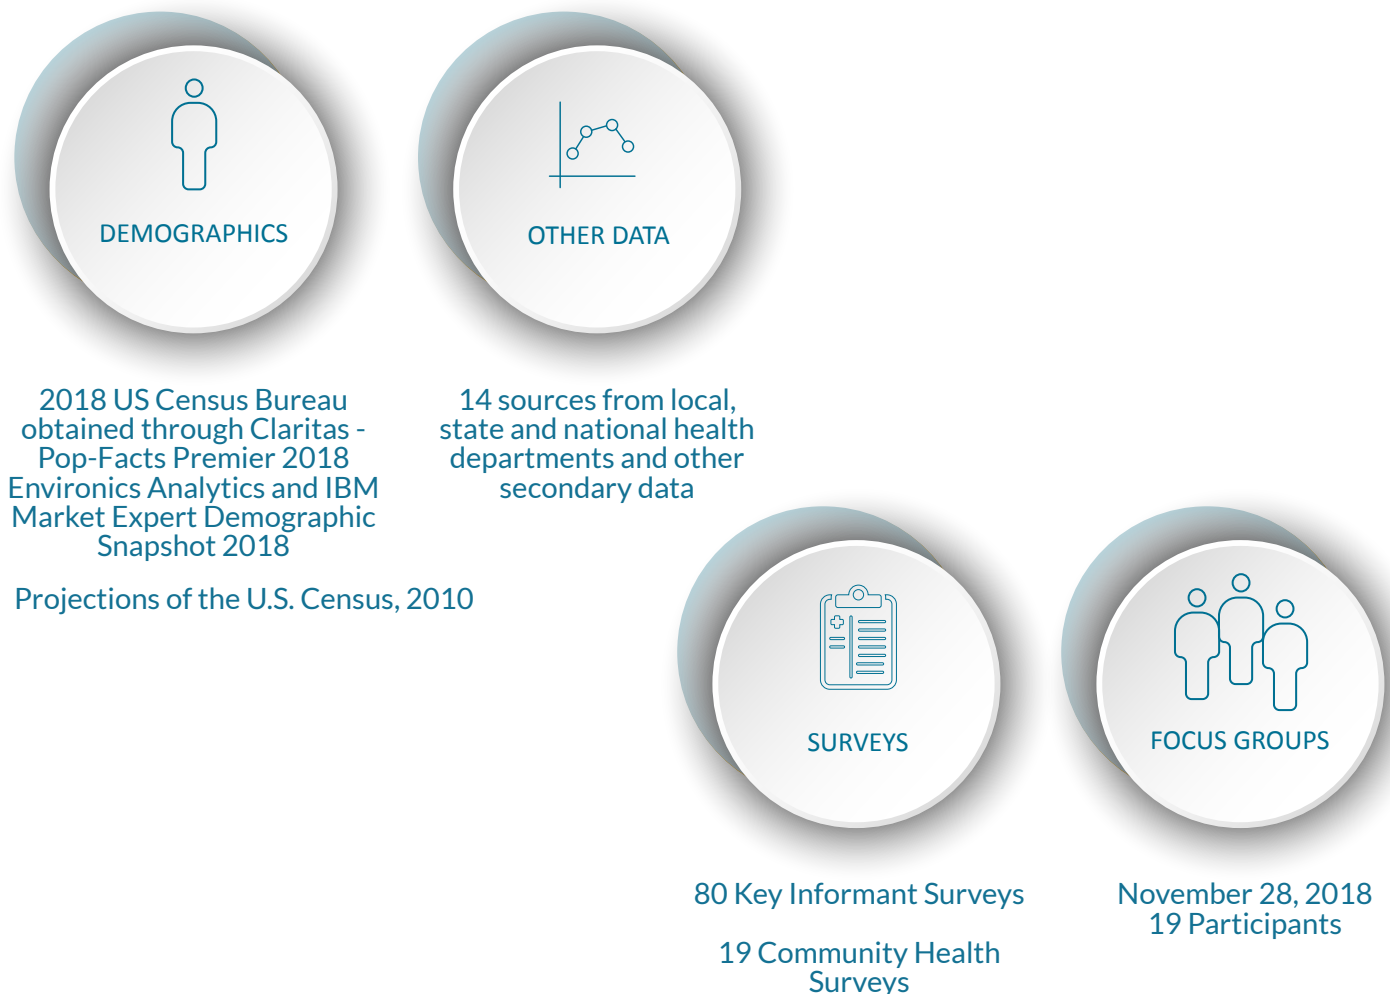 DEMOGRAPHICS
2018 US Census Bureau
obtained through Claritas -
Pop-Facts Premier 2018
Environics Analytics and IBM
Market Expert Demographic
Snapshot 2018
Projections of the U.S. Census, 2010
OTHER DATA
14 sources from local,
state and national health
departments and other
secondary data
SURVEYS
80 Key Informant Surveys
19 Community Health
Surveys
FOCUS GROUPS
November 28, 2018
19 Participants